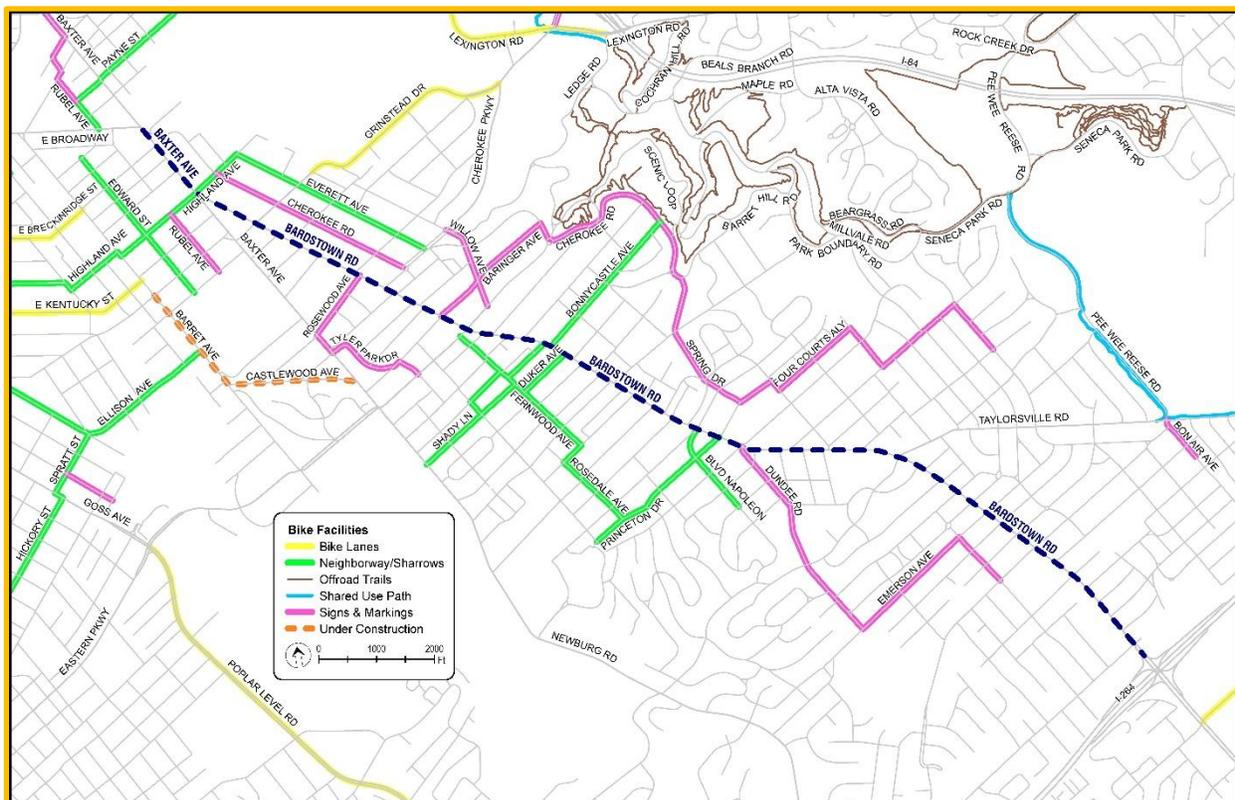 BAXTER AVE
PAYNE ST
RUBEL AVE
E BROADWAY
BAXTER AVE
LEXINGTON RD
LEXINGTON RD
LEDGE RD
COCHRAN HILL RD
BEALS BRANCH RD
MAPLE RD
ALTA VISTA RD
I-64
ROCK CREEK DR
PEE WEE REESE RD
SENECA PARK RD
GRINSTEAD DR
CHEROKEE PKWY
SCENIC LOOP
BARRET HILL RD
BEARGRASS RD
MILLVALE RD
PARK BOUNDARY RD
SENECA PARK RD
E BRECKINRIDGE ST
EDWARD ST
HIGHLAND AVE
EVERETT AVE
CHEROKEE RD
HIGHLAND AVE
RUBEL AVE
BAXTER AVE
BARDSTOWN RD
WILLOW AVE
BARINGER AVE
CHEROKEE RD
BONNYCASTLE AVE
E KENTUCKY ST
BARRET AVE
CASTLEWOOD AVE
ROSEWOOD AVE
TYLER PARKDR
ELLISON AVE
SPRATT ST
GOSS AVE
HICKORY ST
SHADY LN
DUKER AVE
FERNWOOD AVE
ROSEDALE AVE
PRINCETON DR
BARDSTOWN RD
SPRING DR
FOUR COURTS ALY
BLVD NAPOLEON
DUNDEE RD
EMERSON AVE
PEE WEE REESE RD
TAYLORSVILLE RD
BON AIR AVE
BARDSTOWN RD
I-264
NEWBURG RD
EASTERN PKWY
POPLAR LEVEL RD
Bike Facilities
Bike Lanes
Neighborway/Sharrows
Offroad Trails
Shared Use Path
Signs & Markings
Under Construction
0 1000 2000
Ft